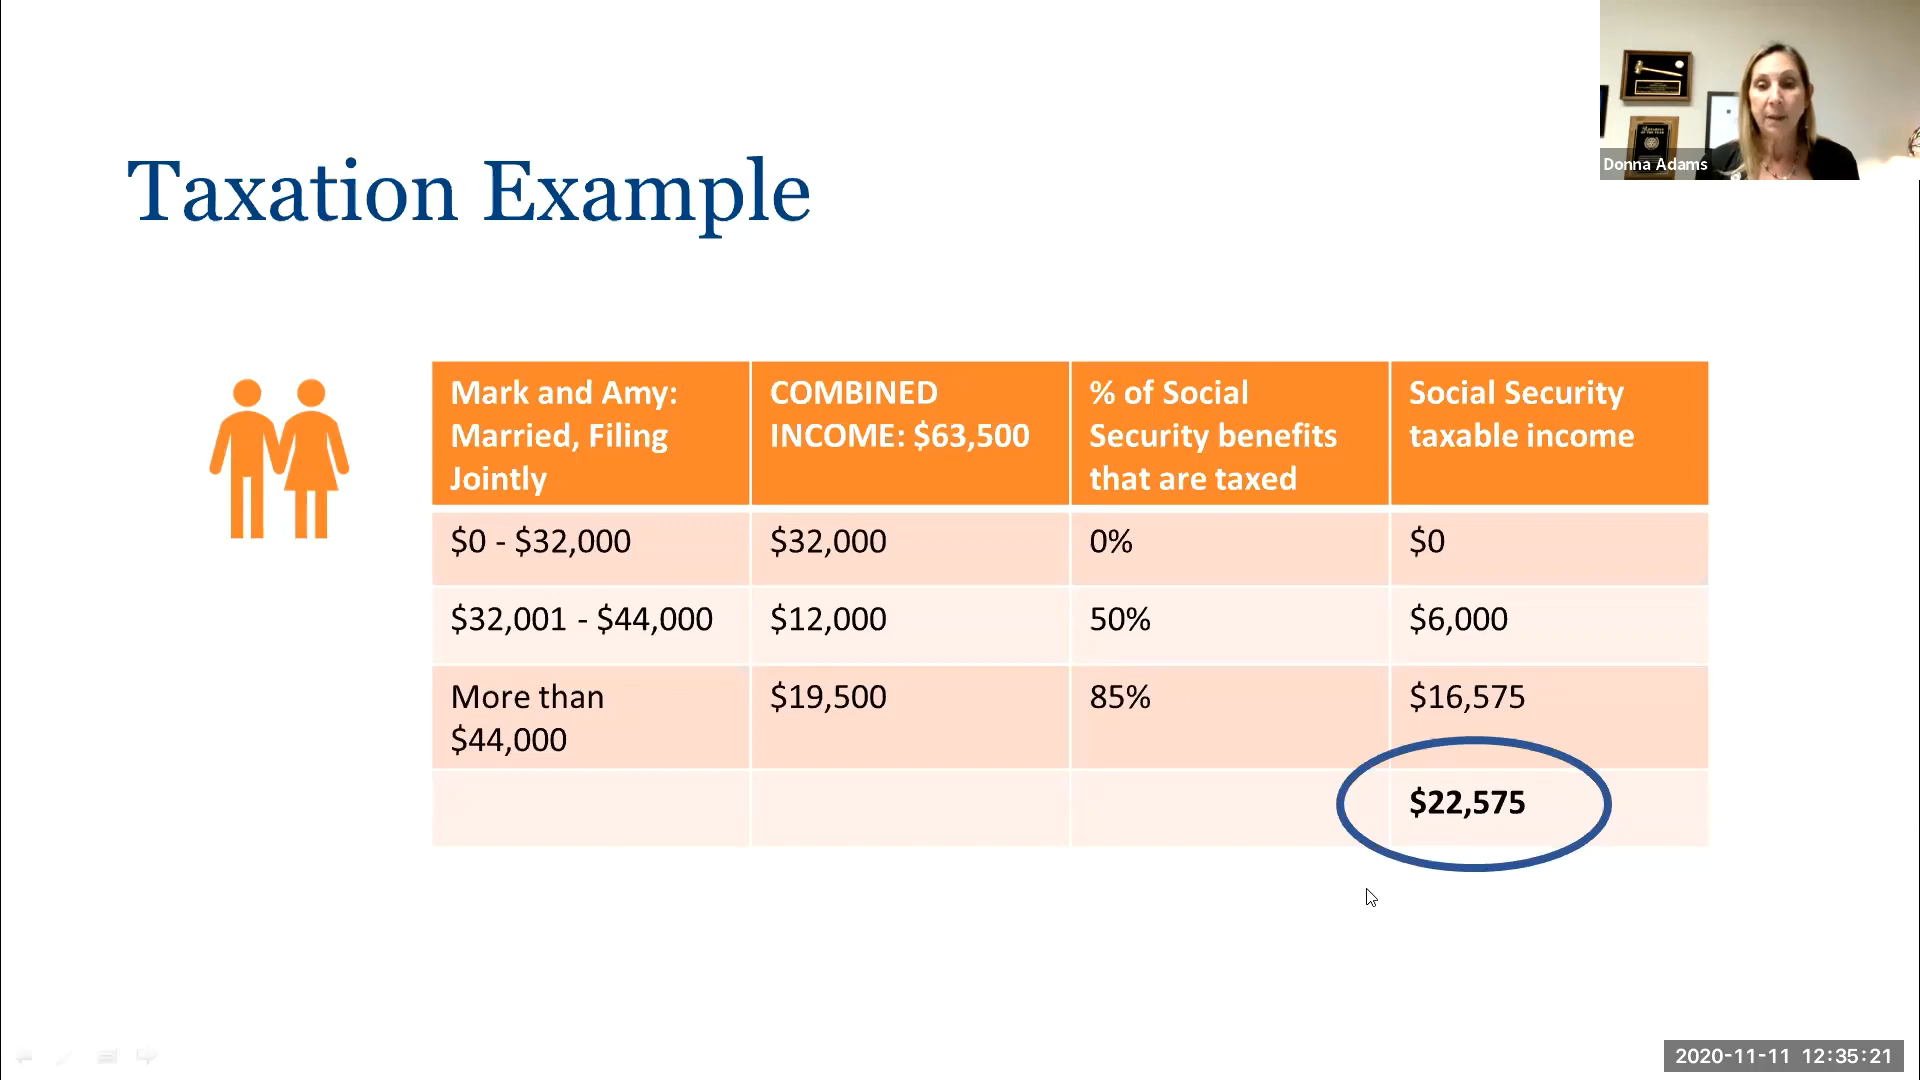 Taxation Example
Donna Adams
Mark and Amy:
Married, Filing
Jointly
COMBINED
INCOME: $63,500
% of Social
Security benefits
that are taxed
Social Security
taxable income
$0 - $32,000
$32,000
0%
$0
$32,001 - $44,000
$12,000
50%
$6,000
More than
$44,000
$19,500
85%
$16,575
$22,575
2020-11-11 12:35:21